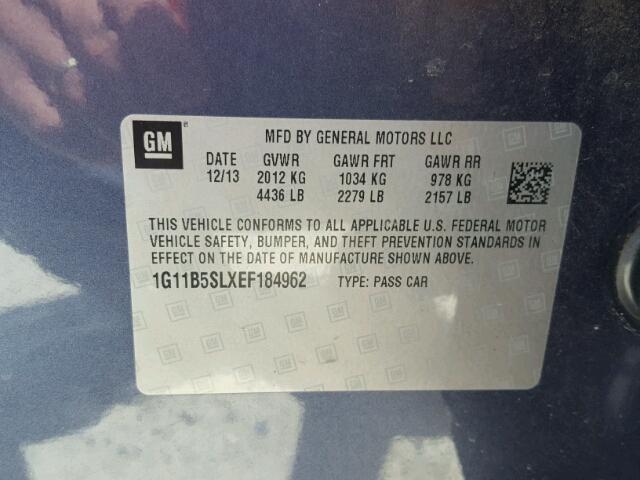 GM
MFD BY GENERAL MOTORS LLC
DATE GVWR GAWR FRT GAWR RR
12/13 2012 KG 1034 KG 978 KG
4436 LB 2279 LB 2157 LB
THIS VEHICLE CONFORMS TO ALL APPLICABLE U.S. FEDERAL MOTOR
VEHICLE SAFETY, BUMPER, AND THEFT PREVENTION STANDARDS IN
EFFECT ON THE DATE OF MANUFACTURE SHOWN ABOVE.
1G11B5SLXEF184962 TYPE: PASS CAR